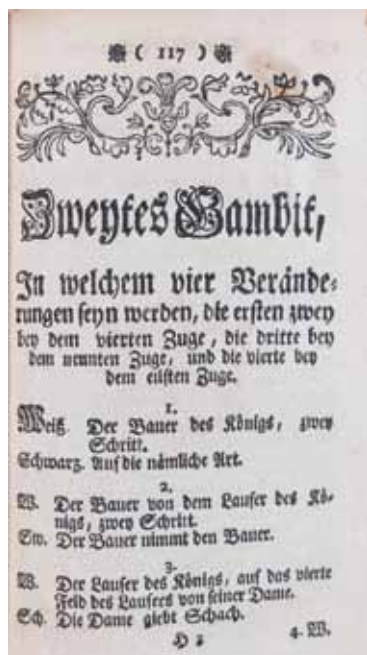 ( 117 )
Zweytes Gambit,
In welchem vier Verände-
rungen seyn werden, die ersten zwey
bey dem vierten Zuge, die dritte bey
dem neunten Zuge, und die vierte bey
dem eilften Zuge.
1.
Weiß. Der Bauer des Königs, zwey
Schritt.
Schwarz. Auf die nämliche Art.
2.
W. Der Bauer von dem Laufer des Kö-
nigs, zwey Schritt.
Sw. Der Bauer nimmt den Bauer.
3.
W. Der Laufer des Königs, auf das vierte
Feld des Laufers von seiner Dame.
Sch. Die Dame giebt Schach.
H 3
4. W.